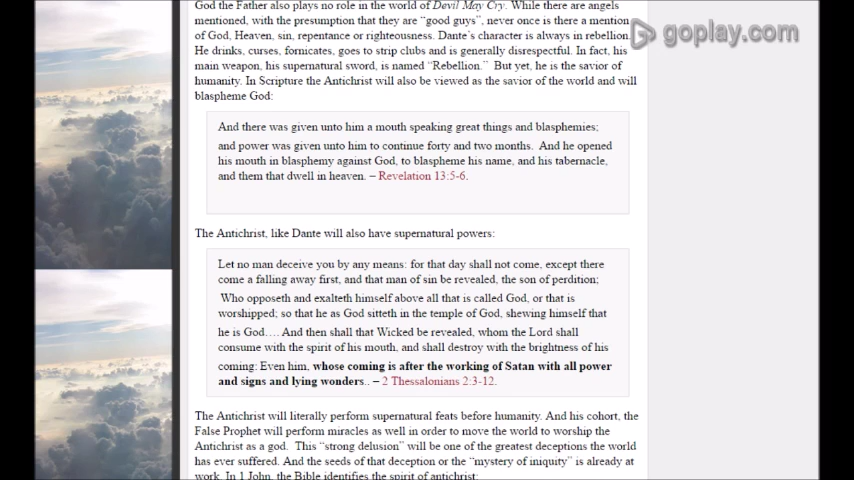 God the Father also plays no role in the world of Devil May Cry. While there are angels
mentioned, with the presumption that they are “good guys”, never once is there a mention
of God, Heaven, sin, repentance or righteousness. Dante`s character is always in rebellion.
He drinks, curses, fornicates, goes to strip clubs and is generally disrespectful. In fact, his
main weapon, his supernatural sword, is named “Rebellion.” But yet, he is the savior of
humanity. In Scripture the Antichrist will also be viewed as the savior of the world and will
blaspheme God:
goplay.com
And there was given unto him a mouth speaking great things and blasphemies;
and power was given unto him to continue forty and two months. And he opened
his mouth in blasphemy against God, to blaspheme his name, and his tabernacle,
and them that dwell in heaven. – Revelation 13:5-6.
The Antichrist, like Dante will also have supernatural powers:
Let no man deceive you by any means: for that day shall not come, except there
come a falling away first, and that man of sin be revealed, the son of perdition;
Who opposeth and exalteth himself above all that is called God, or that is
worshipped; so that he as God sitteth in the temple of God, shewing himself that
he is God…. And then shall that Wicked be revealed, whom the Lord shall
consume with the spirit of his mouth, and shall destroy with the brightness of his
coming: Even him, whose coming is after the working of Satan with all power
and signs and lying wonders.. – 2 Thessalonians 2:3-12.
The Antichrist will literally perform supernatural feats before humanity. And his cohort, the
False Prophet will perform miracles as well in order to move the world to worship the
Antichrist as a god. This “strong delusion” will be one of the greatest deceptions the world
has ever suffered. And the seeds of that deception or the “mystery of iniquity” is already at
work. In 1 John, the Bible identifies the spirit of antichrist: